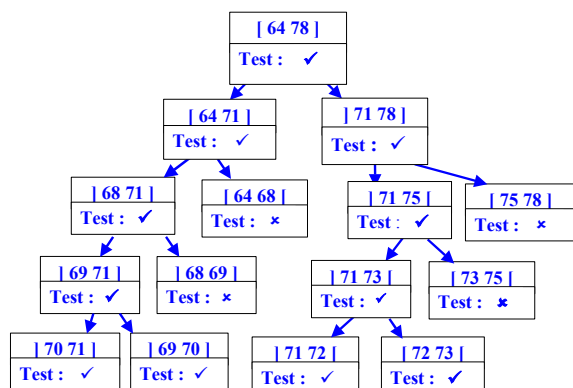 [ 64 78]
Test : ✓
[ 64 71]
Test : ✓
] 71 78]
Test : ✓
] 68 71]
Test : ✓
[ 64 68 [
Test : ×
]71 75 [
Test : ✓
[ 75 78]
Test : ×
] 69 71]
Test : ✓
]68 69[
Test : ×
]71 73 [
Test : ✓
]73 75 [
Test : ×
] 70 71]
Test : ✓
]69 70]
Test : ✓
]71 72 [
Test : ✓
[72 73[
Test : ✓